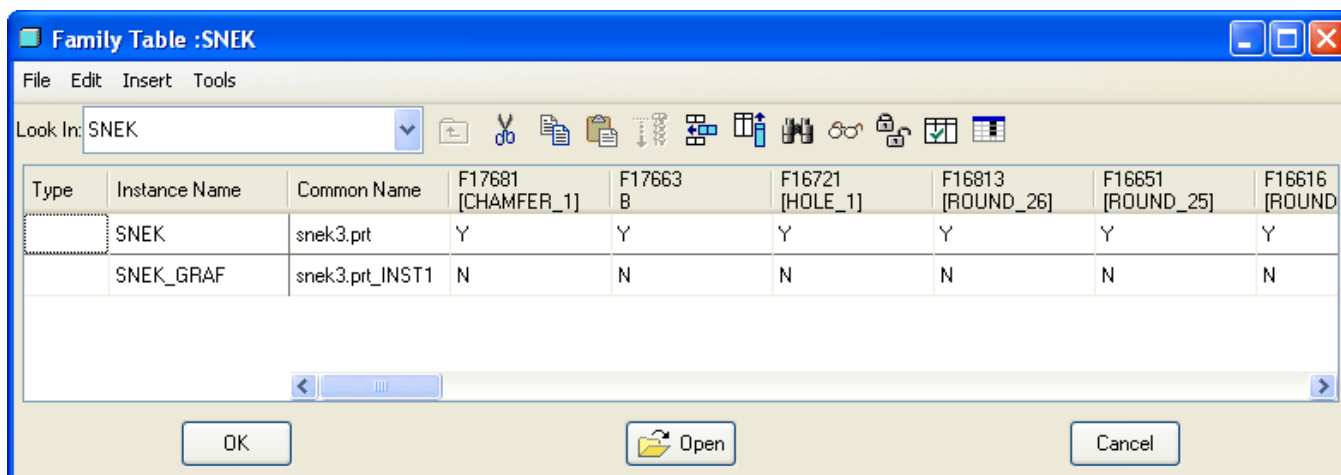 Family Table :SNEK
File Edit Insert Tools
Look In: SNEK
Type Instance Name Common Name F17681 [CHAMFER_1] F17663 B F16721 [HOLE_1] F16813 [ROUND_26] F16651 [ROUND_25] F16616 [ROUND
SNEK snek3.prt Y Y Y Y Y Y
SNEK_GRAF snek3.prt_INST1 N N N N N N
OK Open Cancel